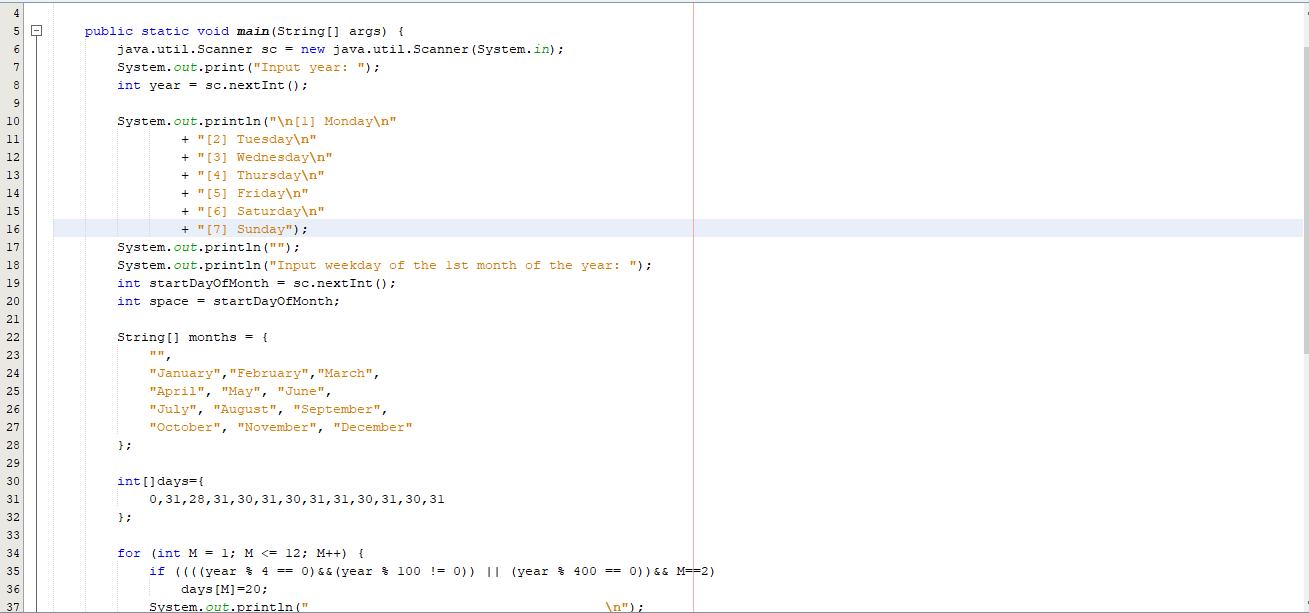 4
5 public static void main(String[] args) {
6 java.util.Scanner sc = new java.util.Scanner(System.in);
7 System.out.print("Input year: ");
8 int year = sc.nextInt();
9
10 System.out.println("\n[1] Monday\n"
11 + "[2] Tuesday\n"
12 + "[3] Wednesday\n"
13 + "[4] Thursday\n"
14 + "[5] Friday\n"
15 + "[6] Saturday\n"
16 + "[7] Sunday");
17 System.out.println("");
18 System.out.println("Input weekday of the 1st month of the year: ");
19 int startDayOfMonth = sc.nextInt();
20 int space = startDayOfMonth;
21
22 String[] months = {
23 "",
24 "January","February","March",
25 "April", "May", "June",
26 "July", "August", "September",
27 "October", "November", "December"
28 };
29
30 int[]days={
31 0,31,28,31,30,31,30,31,31,30,31,30,31
32 };
33
34 for (int M = 1; M <= 12; M++) {
35 if ((((year % 4 == 0)&&(year % 100 != 0)) || (year % 400 == 0))&& M==2)
36 days[M]=20;
37 System.out.println(" \n");